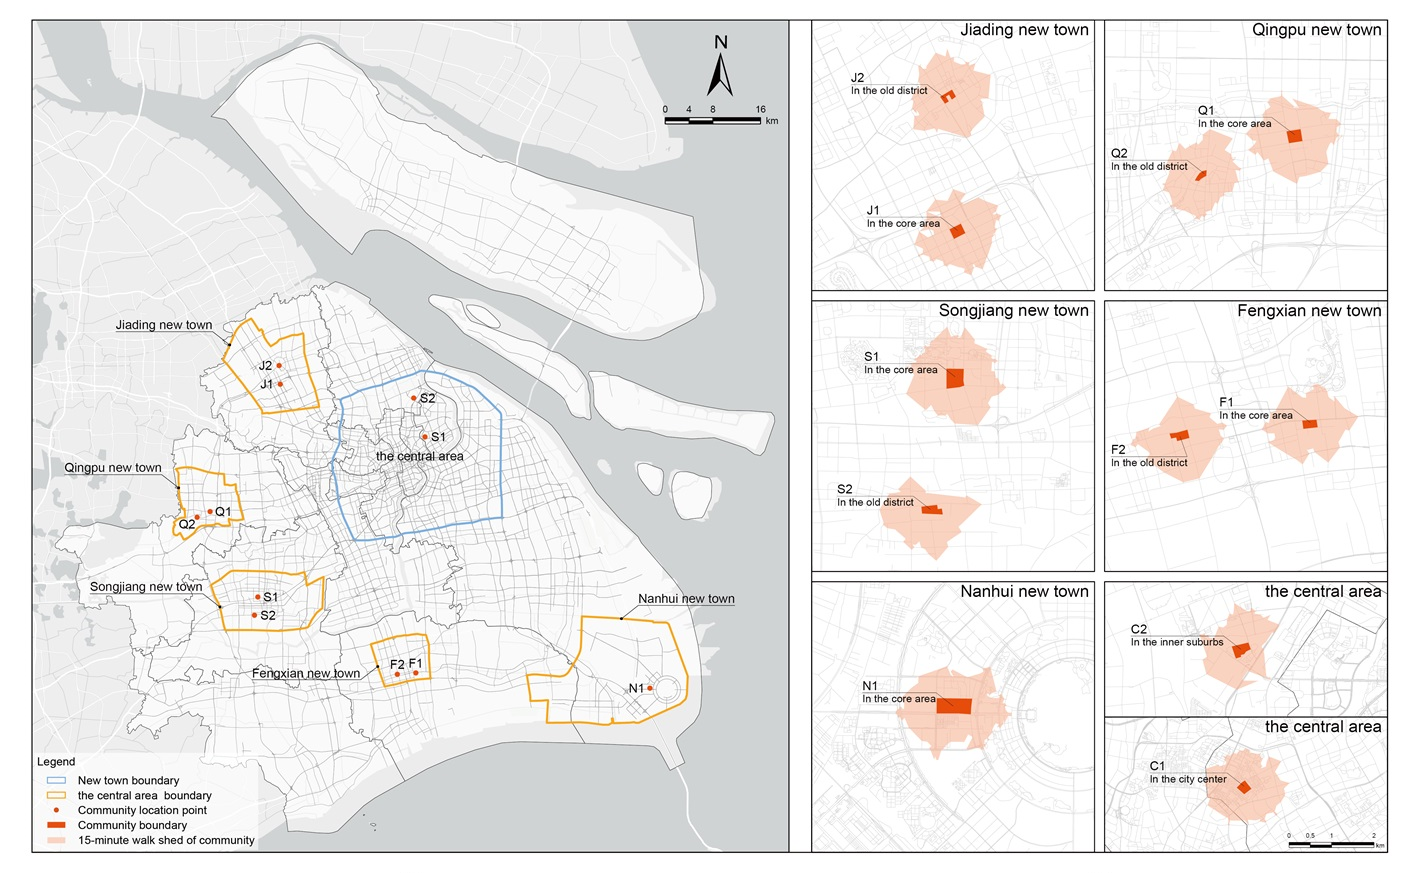 N
0 4 8 16
km
Jiading new town
J2
J1
S2
S1
the central area
Qingpu new town
Q1
Q2
Songjiang new town
S1
S2
Nanhui new town
Fengxian new town
F2 F1
N1
Legend
New town boundary
the central area boundary
Community location point
Community boundary
15-minute walk shed of community
Jiading new town
J2
In the old district
J1
In the core area
Qingpu new town
Q1
In the core area
Q2
In the old district
Songjiang new town
S1
In the core area
S2
In the old district
Fengxian new town
F1
In the core area
F2
In the old district
Nanhui new town
N1
In the core area
the central area
C2
In the inner suburbs
the central area
C1
In the city center
0 0.5 1 2
km